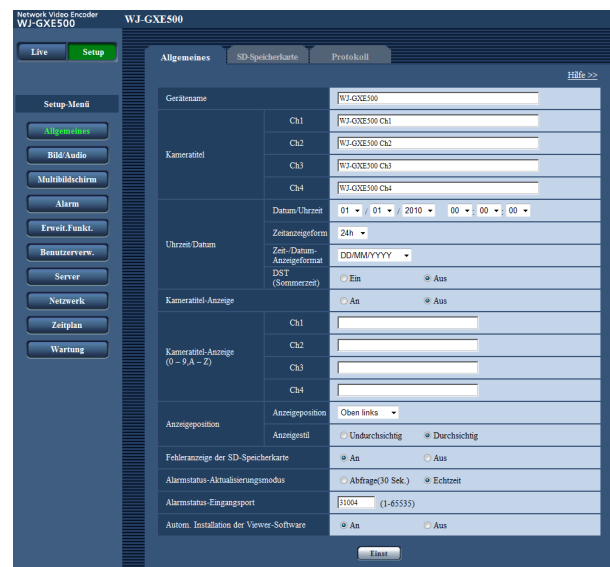 Network Video Encoder
WJ-GXE500
WJ-GXE500
Live Setup
Allgemeines SD-Speicherkarte Protokoll
Hilfe >>
Setup-Menü
Allgemeines
Bild/Audio
Multibildschirm
Alarm
Erweit.Funkt.
Benutzerverw.
Server
Netzwerk
Zeitplan
Wartung
Gerätename WJ-GXE500
Kameratitel
Ch1 WJ-GXE500 Ch1
Ch2 WJ-GXE500 Ch2
Ch3 WJ-GXE500 Ch3
Ch4 WJ-GXE500 Ch4
Uhrzeit/Datum
Datum/Uhrzeit 01 / 01 / 2010 00 : 00 : 00
Zeitanzeigeform 24h
Zeit-/Datum-
Anzeigeformat DD/MM/YYYY
DST
(Sommerzeit) Ein Aus
Kameratitel-Anzeige An Aus
Kameratitel-Anzeige
(0 – 9,A – Z)
Ch1
Ch2
Ch3
Ch4
Anzeigeposition
Anzeigeposition Oben links
Anzeigestil Undurchsichtig Durchsichtig
Fehleranzeige der SD-Speicherkarte An Aus
Alarmstatus-Aktualisierungsmodus Abfrage(30 Sek.) Echtzeit
Alarmstatus-Eingangsport 31004 (1-65535)
Autom. Installation der Viewer-Software An Aus
Einst